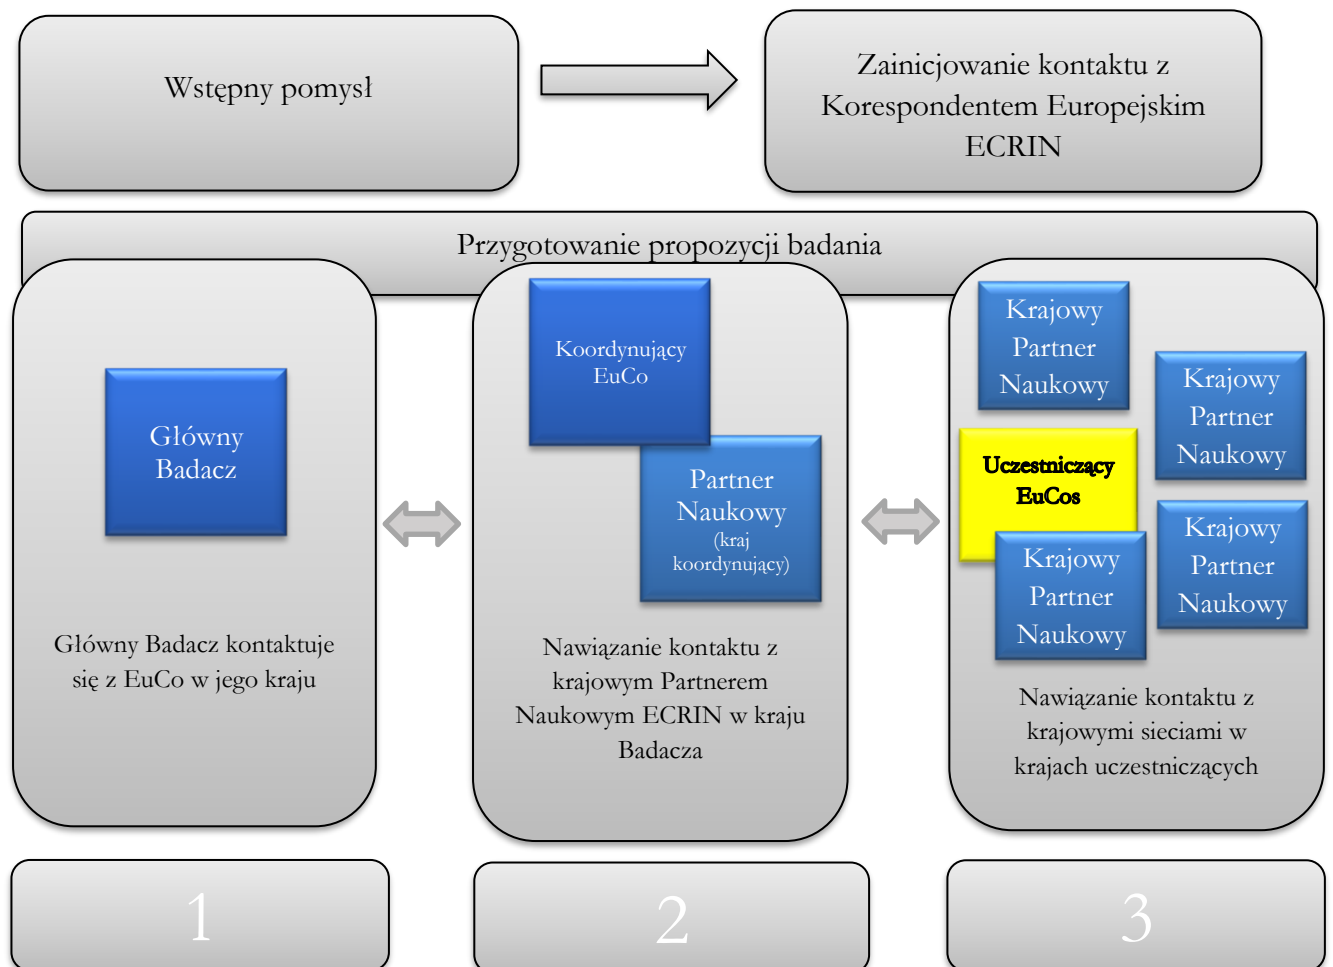 Wstępny pomysł
Zainicjowanie kontaktu z
Korespondentem Europejskim
ECRIN
Przygotowanie propozycji badania
Główny
Badacz
Główny Badacz kontaktuje
się z EuCo w jego kraju
Koordynujący
EuCo
Partner
Naukowy
(kraj
koordynujący)
Nawiązanie kontaktu z
krajowym Partnerem
Naukowym ECRIN w kraju
Badacza
Krajowy
Partner
Naukowy
Krajowy
Partner
Naukowy
Uczestniczący
EuCos
Krajowy
Partner
Naukowy
Krajowy
Partner
Naukowy
Nawiązanie kontaktu z
krajowymi sieciami w
krajach uczestniczących
1
2
3